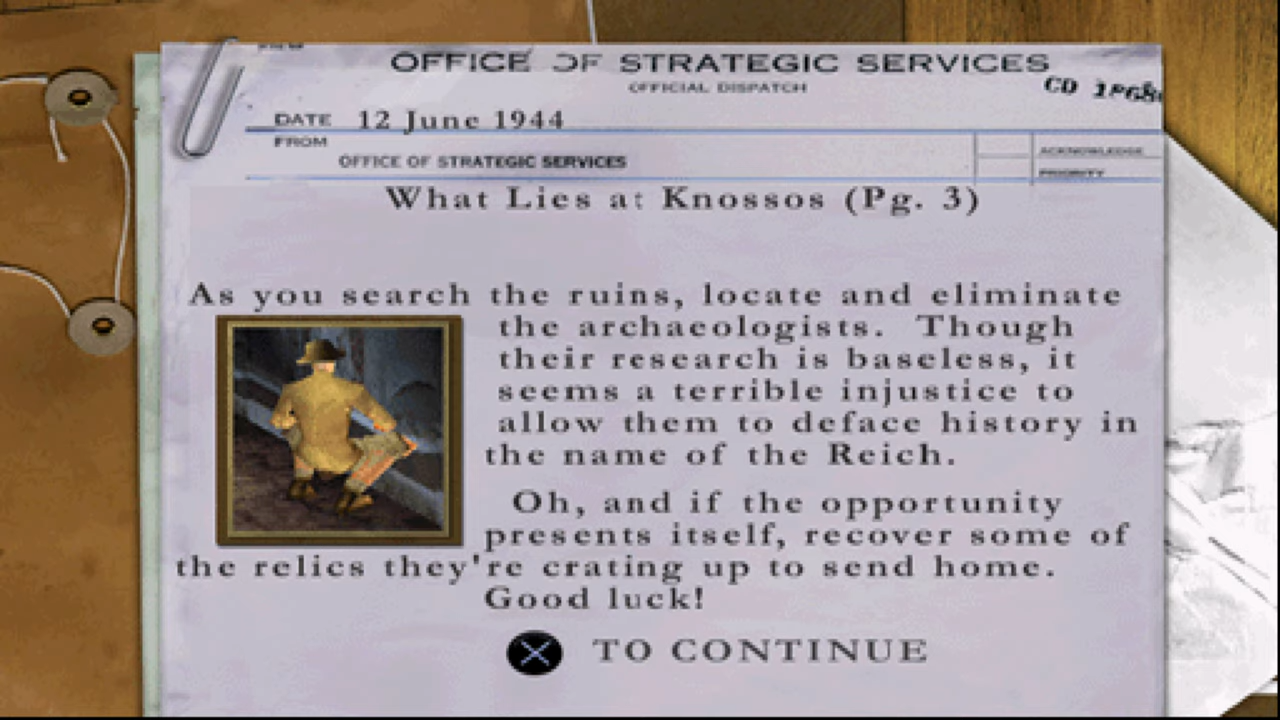 OFFICE OF STRATEGIC SERVICES
OFFICIAL DISPATCH
DATE 12 June 1944
FROM
OFFICE OF STRATEGIC SERVICES
ACKNOWLEDGE
PRIORITY
What Lies at Knossos (Pg. 3)
As you search the ruins, locate and eliminate
the archaeologists. Though
their research is baseless, it
seems a terrible injustice to
allow them to deface history in
the name of the Reich.
Oh, and if the opportunity
presents itself, recover some of
the relics they're crating up to send home.
Good luck!
TO CONTINUE